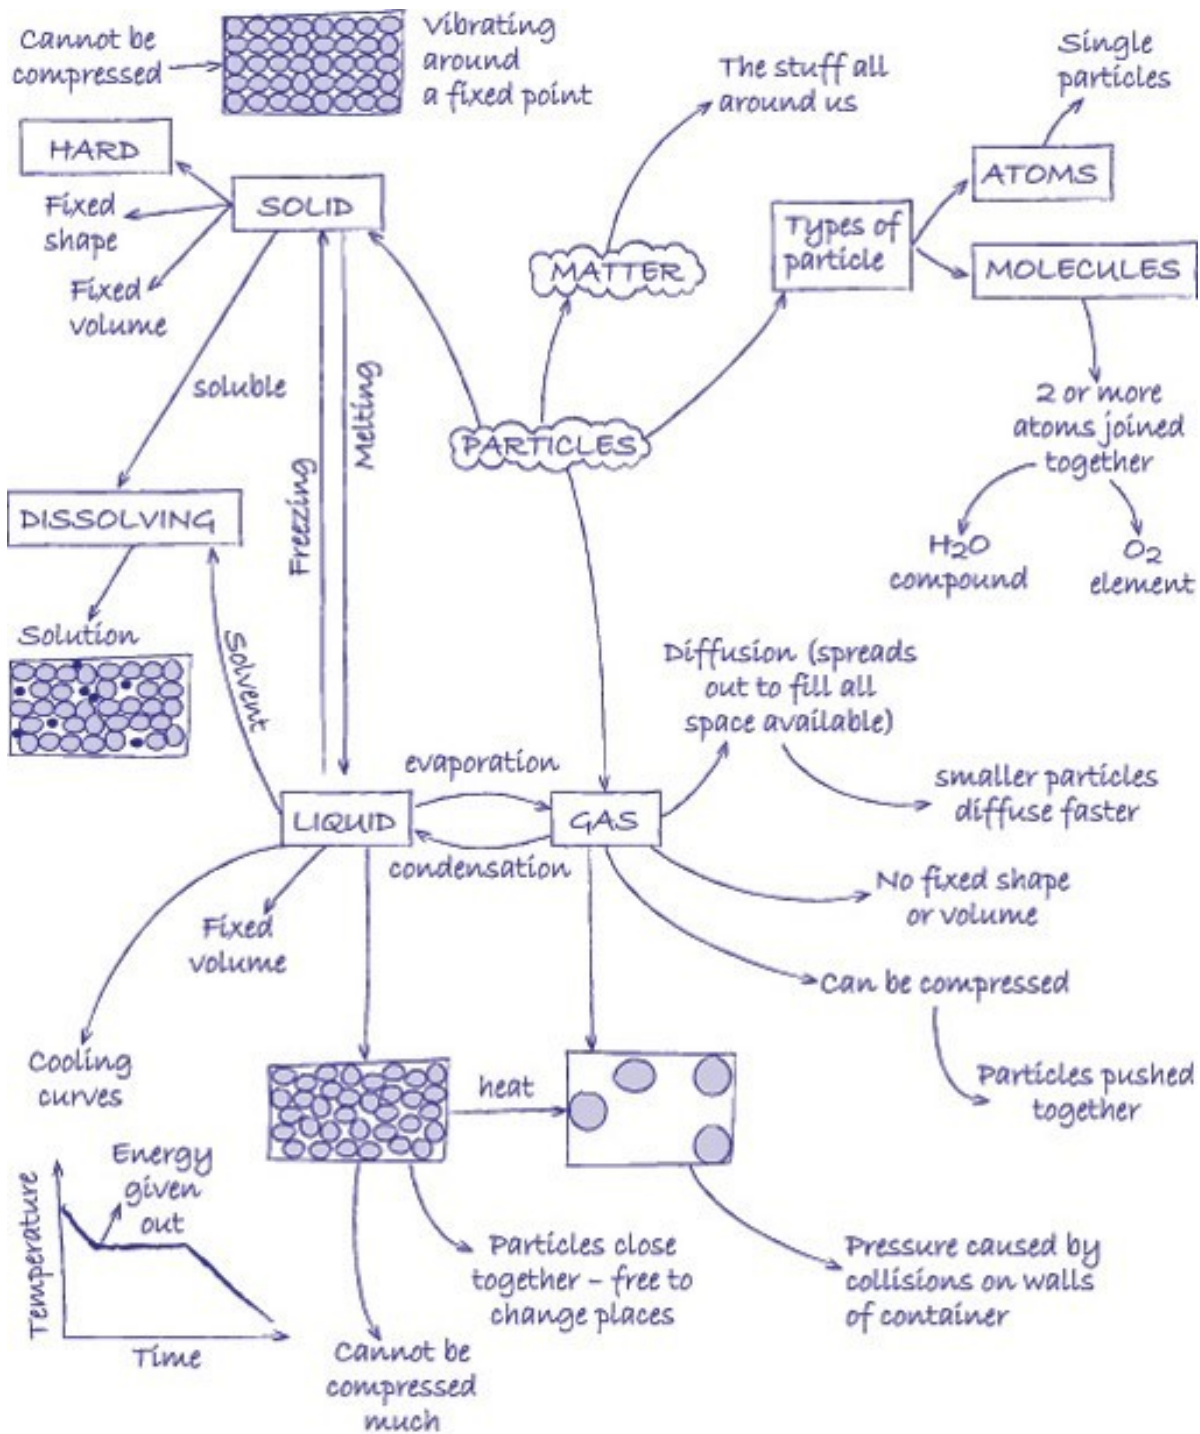 Cannot be
compressed
Vibrating
around
a fixed point
The stuff all
around us
Single
particles
HARD
ATOMS
SOLID
Fixed
shape
Types of
particle
MATTER
MOLECULES
Fixed
volume
soluble
Melting
Freezing
PARTICLES
2 or more
atoms joined
together
DISSOLVING
H2O
compound
O2
element
Solution
Solvent
Diffusion (spreads
out to fill all
space available)
evaporation
smaller particles
diffuse faster
LIQUID
GAS
condensation
No fixed shape
or volume
Fixed
volume
Can be compressed
Cooling
curves
heat
Particles pushed
together
Energy
given
out
Temperature
Time
Particles close
together – free to
change places
Pressure caused by
collisions on walls
of container
Cannot be
compressed
much